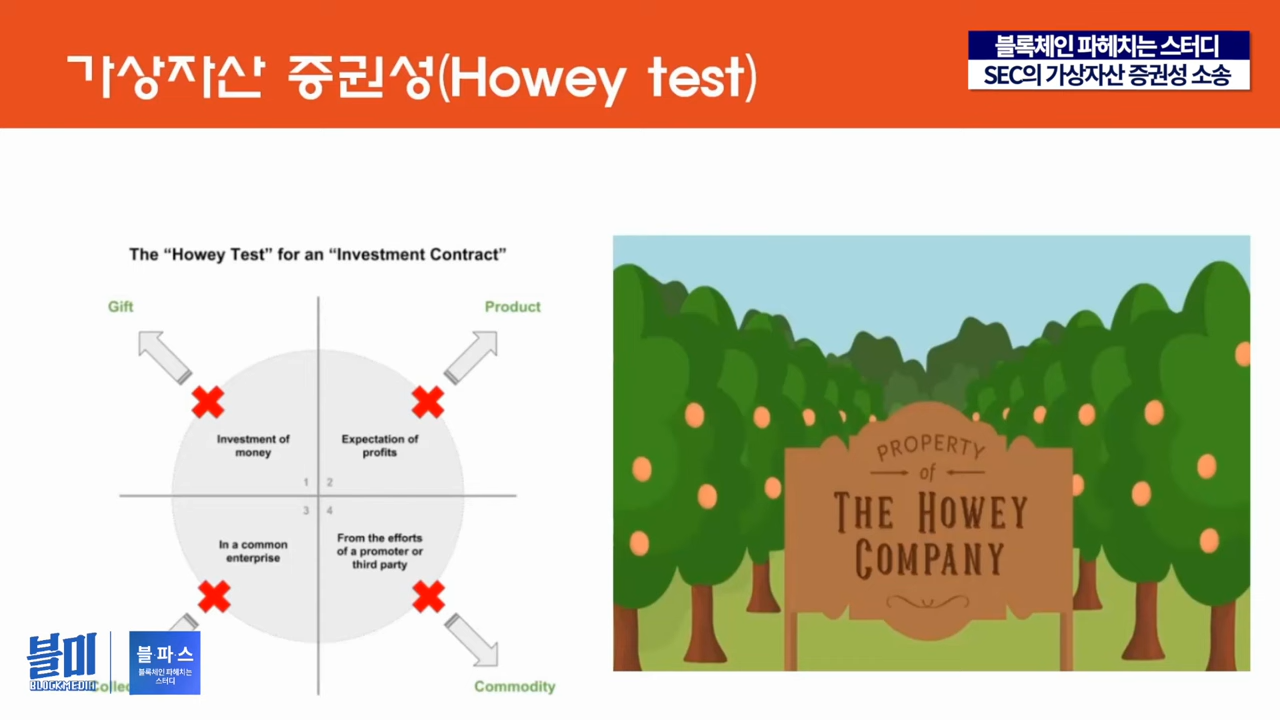 가상자산 증권성(Howey test)
블록체인 파헤치는 스터디
SEC의 가상자산 증권성 소송
The “Howey Test” for an “Investment Contract”
Gift
Product
Investment of
money
1
Expectation of
profits
2
In a common
enterprise
3
From the efforts
of a promoter or
third party
4
Commodity
PROPERTY
of
THE HOWEY
COMPANY
블미
BLOCKMEDIA
블·파·스
블록체인 파헤치는
스터디